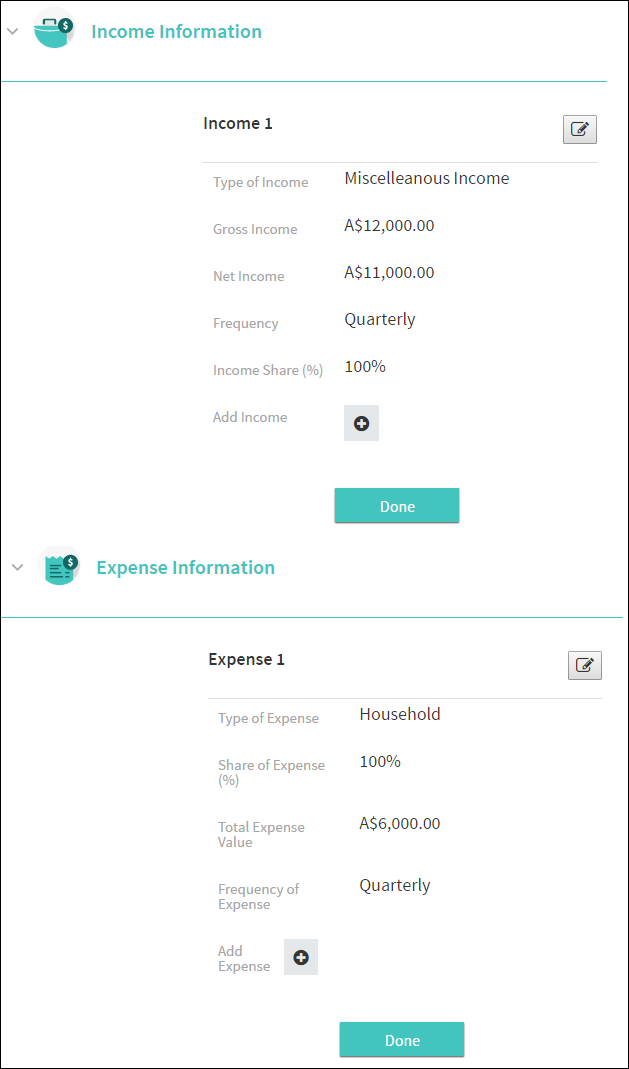 Income Information
Income 1
Type of Income Miscelleanous Income
Gross Income A$12,000.00
Net Income A$11,000.00
Frequency Quarterly
Income Share (%) 100%
Add Income
Done
$
Expense Information
Expense 1
Type of Expense Household
Share of Expense 100%
(%)
Total Expense A$6,000.00
Value
Frequency of Quarterly
Expense
Add
Expense
Done